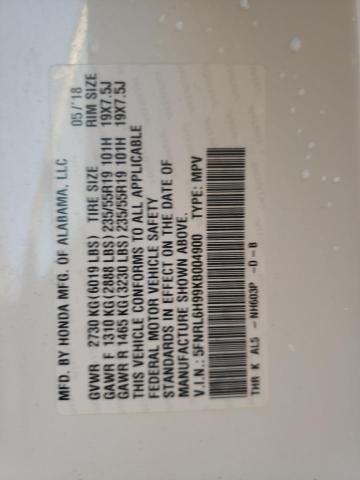 MFD. BY HONDA MFG. OF ALABAMA, LLC 05/'18
GVWR 2730 KG(6019 LBS) TIRE SIZE RIM SIZE
GAWR F 1310 KG(2888 LBS)235/55R19 101H 19X7.5J
GAWR R 1465 KG(3230 LBS)235/55R19 101H 19X7.5J
THIS VEHICLE CONFORMS TO ALL APPLICABLE
FEDERAL MOTOR VEHICLE SAFETY
STANDARDS IN EFFECT ON THE DATE OF
MANUFACTURE SHOWN ABOVE.
V.I.N.:5FNRL6H99KB004900 TYPE: MPV
THR K AL5 - NH603P -D -B